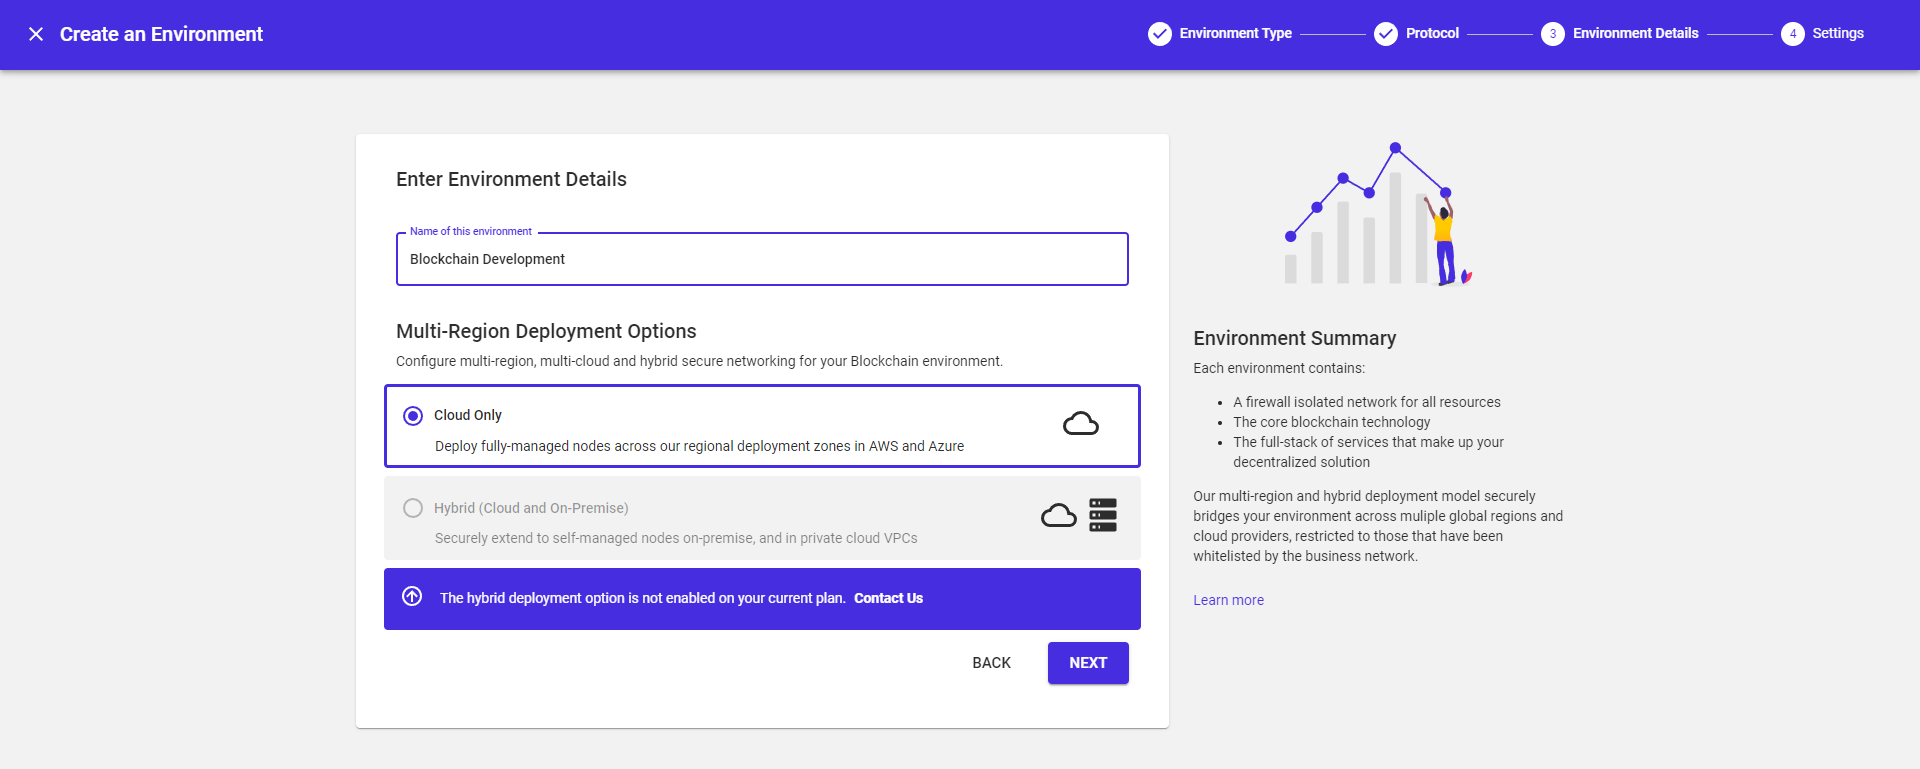 Create an Environment
Environment Type
Protocol
3 Environment Details
4 Settings
Enter Environment Details
Name of this environment
Blockchain Development
Multi-Region Deployment Options
Configure multi-region, multi-cloud and hybrid secure networking for your Blockchain environment.
Cloud Only
Deploy fully-managed nodes across our regional deployment zones in AWS and Azure
Hybrid (Cloud and On-Premise)
Securely extend to self-managed nodes on-premise, and in private cloud VPCs
The hybrid deployment option is not enabled on your current plan. Contact Us
BACK
NEXT
Environment Summary
Each environment contains:
• A firewall isolated network for all resources
• The core blockchain technology
• The full-stack of services that make up your
decentralized solution
Our multi-region and hybrid deployment model securely
bridges your environment across muliple global regions and
cloud providers, restricted to those that have been
whitelisted by the business network.
Learn more